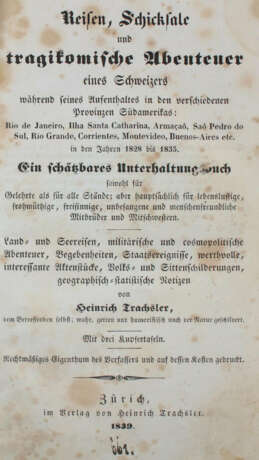 Reisen, Schicksale
und
tragikomische Abenteuer
eines Schweizers
während seines Aufenthaltes in den verschiedenen
Provinzen Südamerikas:
Rio de Janeiro, Ilha Santa Catharina, Armaçaõ, Saõ Pedro do
Sul, Rio Grande, Corrientes, Montevideo, Buenos-Aires etc.
in den Jahren 1828 bis 1835.
Ein schätzbares Unterhaltungsbuch
sowohl für
Gelehrte als für alle Stände; aber hauptsächlich für lebenslustige,
frohmüthige, freisinnige, unbefangene und menschenfreundliche
Mitbrüder und Mitschwestern.
Land- und Seereisen, militärische und cosmopolitische
Abenteuer, Begebenheiten, Staatsereignisse, werthvolle,
interessante Aktenstücke, Volks- und Sittenschilderungen,
geographisch-statistische Notizen
von
Heinrich Trachsler,
vom Betreffenden selbst; wahr, getreu und humoristisch nach der Natur geschildert.
Mit drei Kupfertafeln.
Rechtmäßiges Eigenthum des Verfassers und auf dessen Kosten gedruckt.
Zürich,
im Verlag von Heinrich Trachsler.
1839.